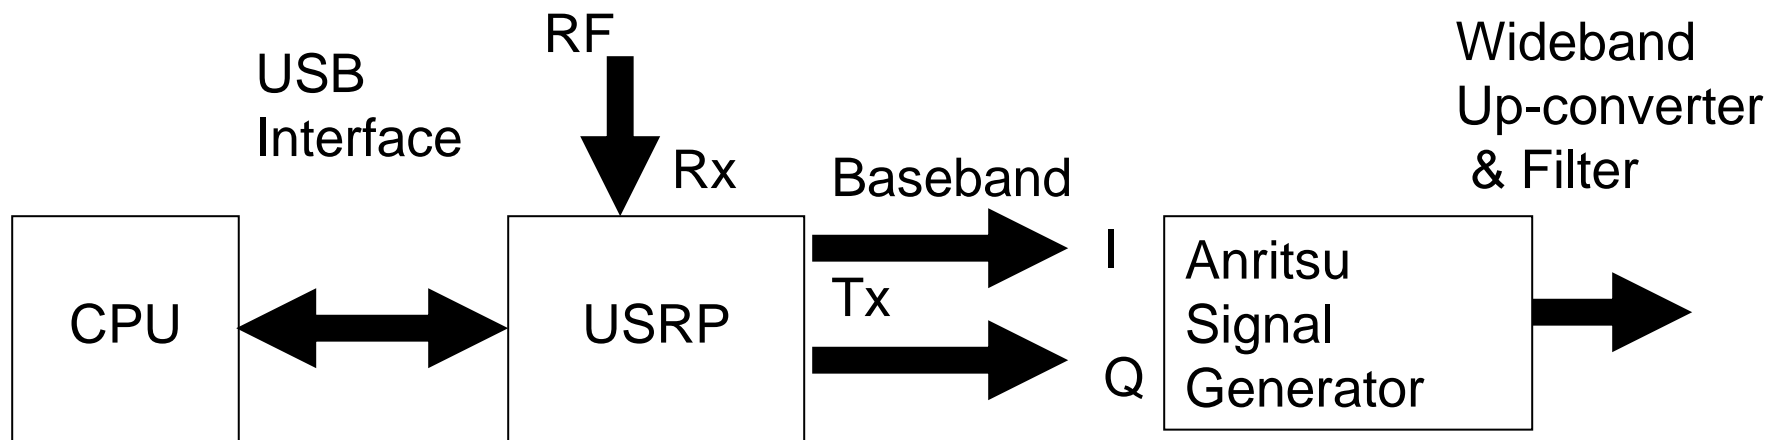 RF
USB
Interface
Rx
Baseband
Tx
I
Q
CPU
USRP
Anritsu
Signal
Generator
Wideband
Up-converter
& Filter